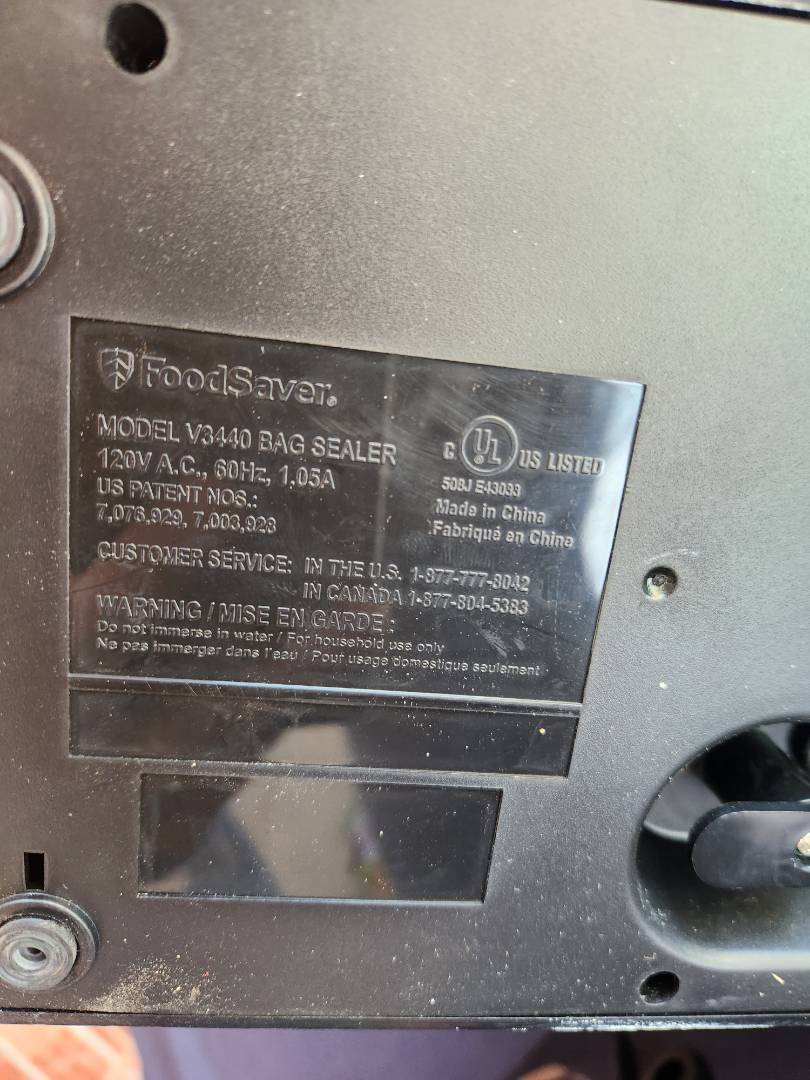 FoodSaver®
MODEL V3440 BAG SEALER
120V A.C., 60Hz, 1.05A
US PATENT NOS.:
7,076,929, 7,003,928
C UL® US LISTED
508J E43033
Made in China
Fabriqué en Chine
CUSTOMER SERVICE: IN THE U.S. 1-877-777-8042
IN CANADA 1-877-804-5383
WARNING / MISE EN GARDE:
Do not immerse in water / For household use only
Ne pas immerger dans l'eau / Pour usage domestique seulement